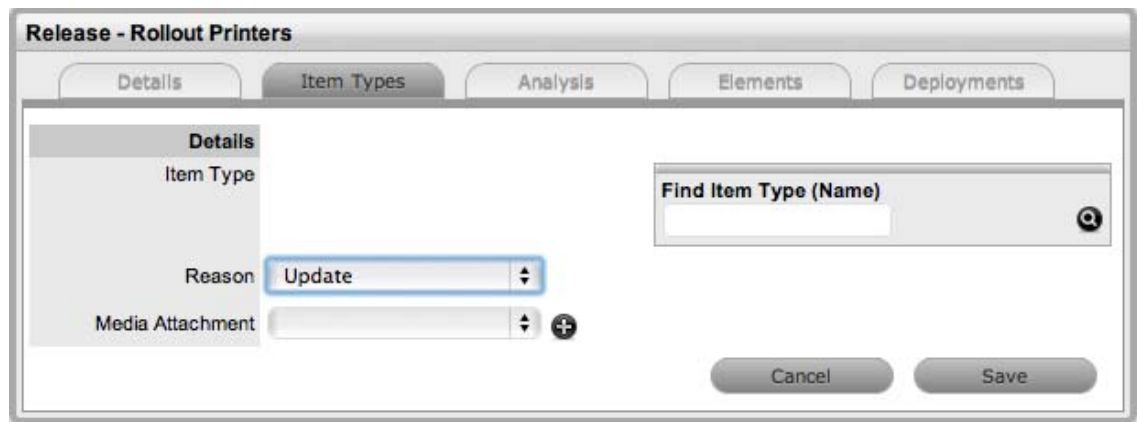 Release - Rollout Printers
Details Item Types Analysis Elements Deployments
Details
Item Type
Find Item Type (Name)
Reason Update
Media Attachment
Cancel Save